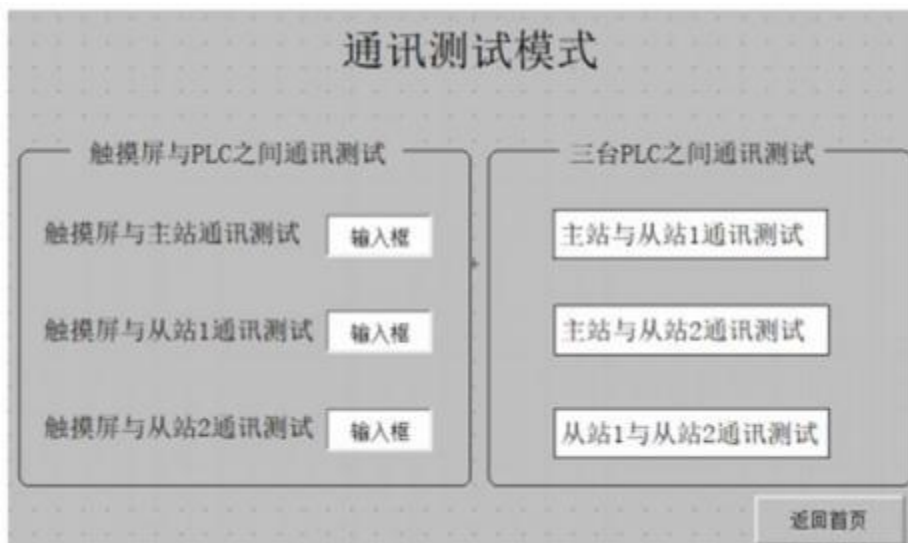 通讯测试模式
触摸屏与PLC之间通讯测试
触摸屏与主站通讯测试 输入框
触摸屏与从站1通讯测试 输入框
触摸屏与从站2通讯测试 输入框
三台PLC之间通讯测试
主站与从站1通讯测试
主站与从站2通讯测试
从站1与从站2通讯测试
返回首页